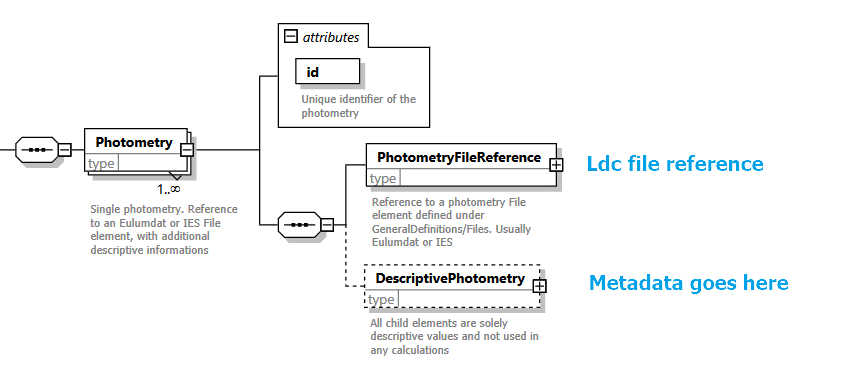 attributes
id
Unique identifier of the
photometry
Photometry
type
1..∞
Single photometry. Reference
to an Eulumdat or IES File
element, with additional
descriptive informations
PhotometryFileReference
type
Reference to a photometry File
element defined under
GeneralDefinitions/Files. Usually
Eulumdat or IES
Ldc file reference
DescriptivePhotometry
type
All child elements are solely
descriptive values and not used in
any calculations
Metadata goes here